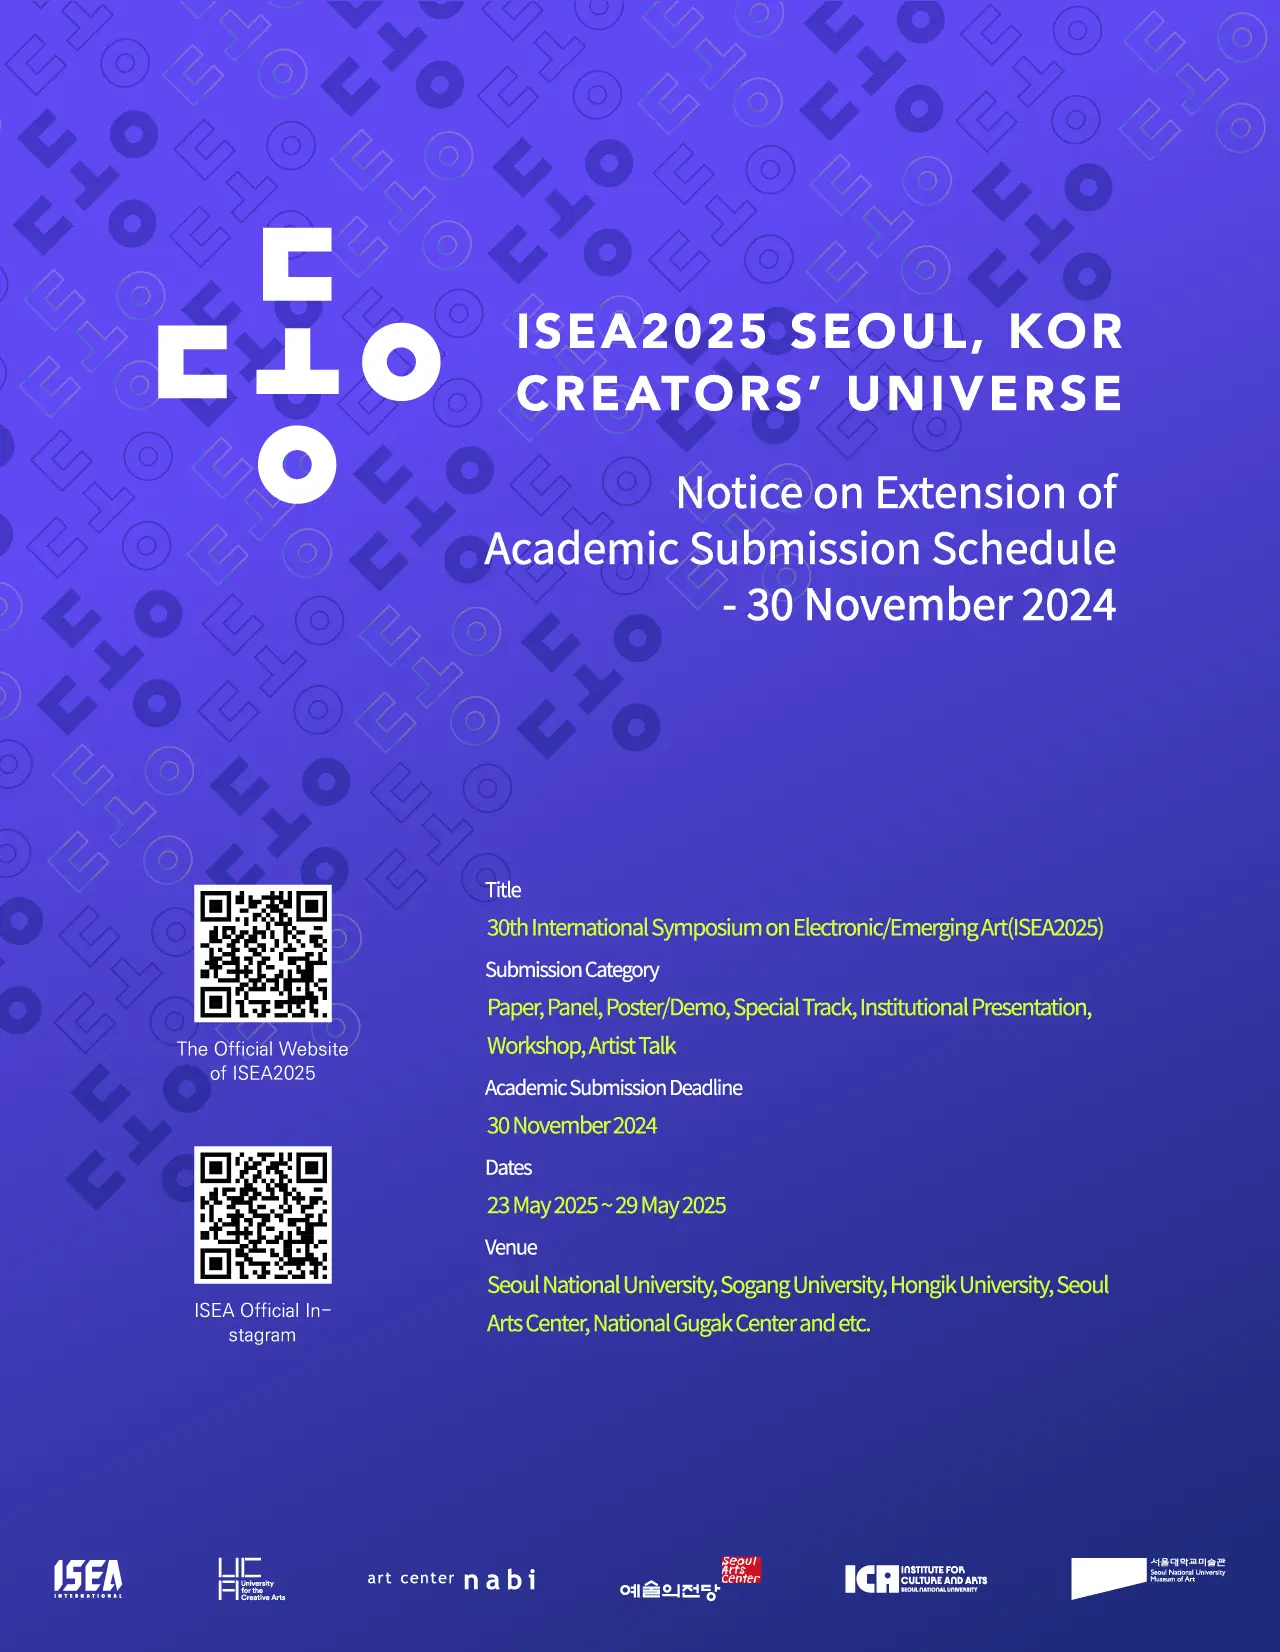 ISEA2025 SEOUL, KOR
CREATORS’ UNIVERSE
Notice on Extension of
Academic Submission Schedule
- 30 November 2024
Title
30th International Symposium on Electronic/Emerging Art(ISEA2025)
Submission Category
Paper, Panel, Poster/Demo, Special Track, Institutional Presentation,
Workshop, Artist Talk
Academic Submission Deadline
30 November 2024
Dates
23 May 2025 ~ 29 May 2025
Venue
Seoul National University, Sogang University, Hongik University, Seoul
Arts Center, National Gugak Center and etc.
The Official Website
of ISEA2025
ISEA Official In-
stagram
ISEA
INTERNATIONAL
UCA
University
for the
Creative Arts
art center nabi
예술의전당
Seoul
Arts
Center
ICA
INSTITUTE FOR
CULTURE AND ARTS
SEOUL NATIONAL UNIVERSITY
서울대학교미술관
Seoul National University
Museum of Art